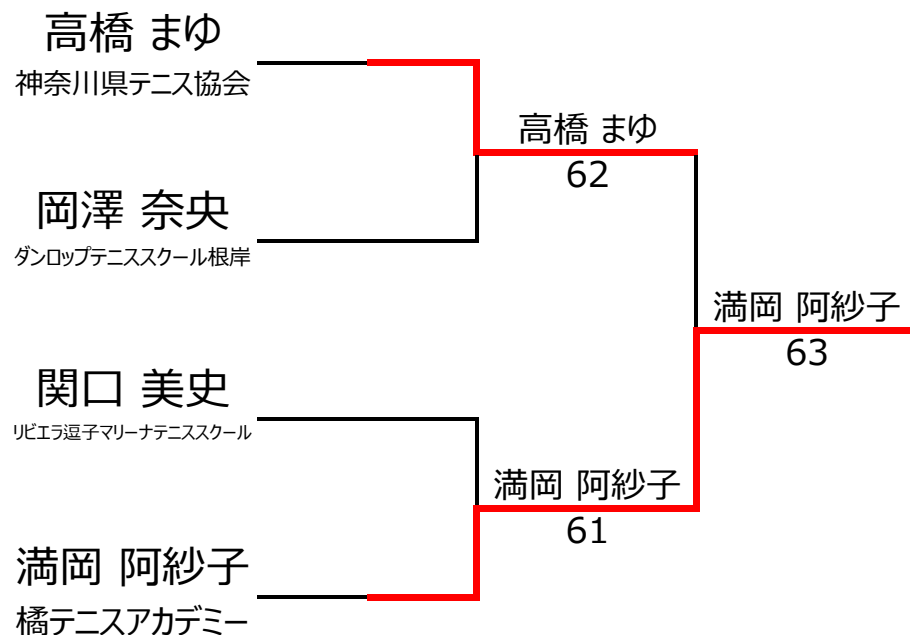 高橋 まゆ
神奈川県テニス協会
高橋 まゆ
62
岡澤 奈央
ダンロップテニススクール根岸
満岡 阿紗子
63
関口 美史
リビエラ逗子マリーナテニススクール
満岡 阿紗子
61
満岡 阿紗子
橘テニスアカデミー